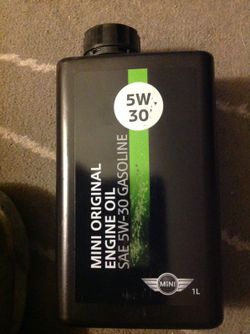 5W
30
MINI ORIGINAL
ENGINE OIL
SAE 5W-30 GASOLINE
MINI
1L